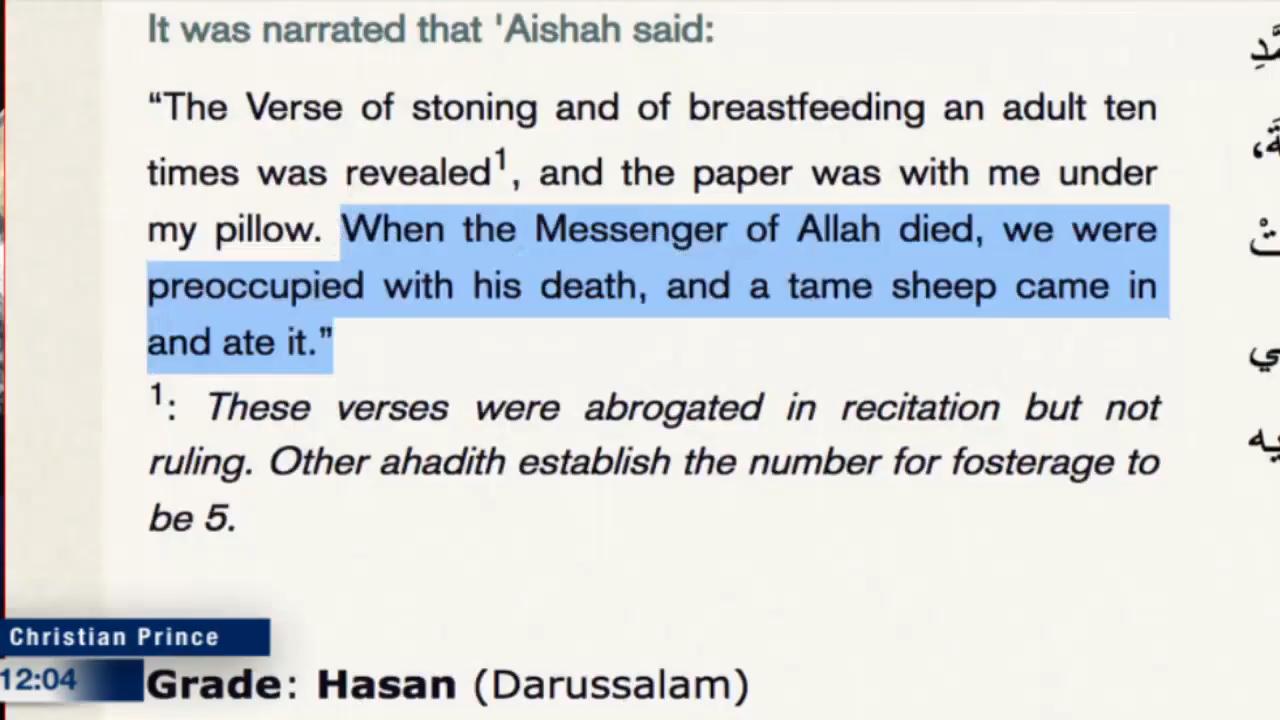 It was narrated that 'Aishah said:
“The Verse of stoning and of breastfeeding an adult ten
times was revealed1, and the paper was with me under
my pillow. When the Messenger of Allah died, we were
preoccupied with his death, and a tame sheep came in
and ate it.”
1: These verses were abrogated in recitation but not
ruling. Other ahadith establish the number for fosterage to
be 5.
Christian Prince
12:04
Grade: Hasan (Darussalam)